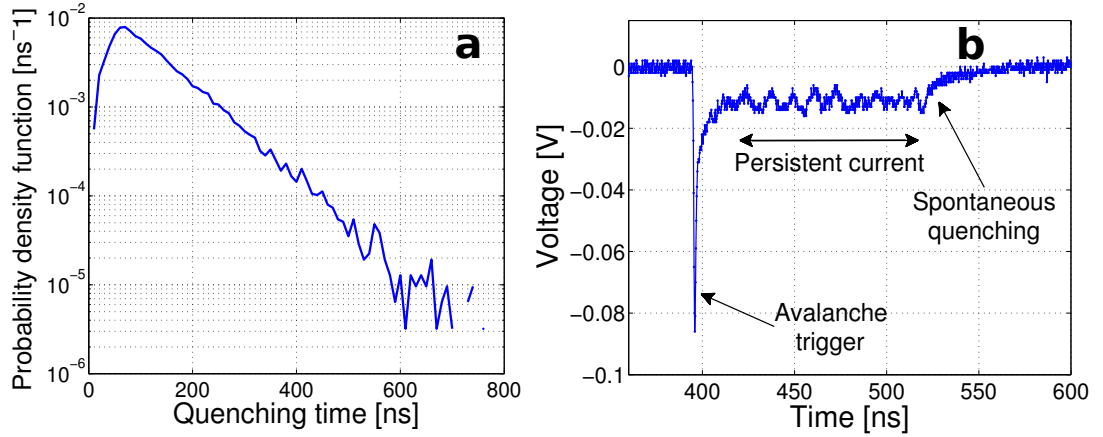 a
10⁻²
10⁻³
10⁻⁴
10⁻⁵
10⁻⁶
Probability density function [ns⁻1]
0
200
400
600
800
Quenching time [ns]
b
0
−0.02
−0.04
−0.06
−0.08
−0.1
Voltage [V]
Persistent current
Spontaneous
quenching
Avalanche
trigger
400
450
500
550
600
Time [ns]